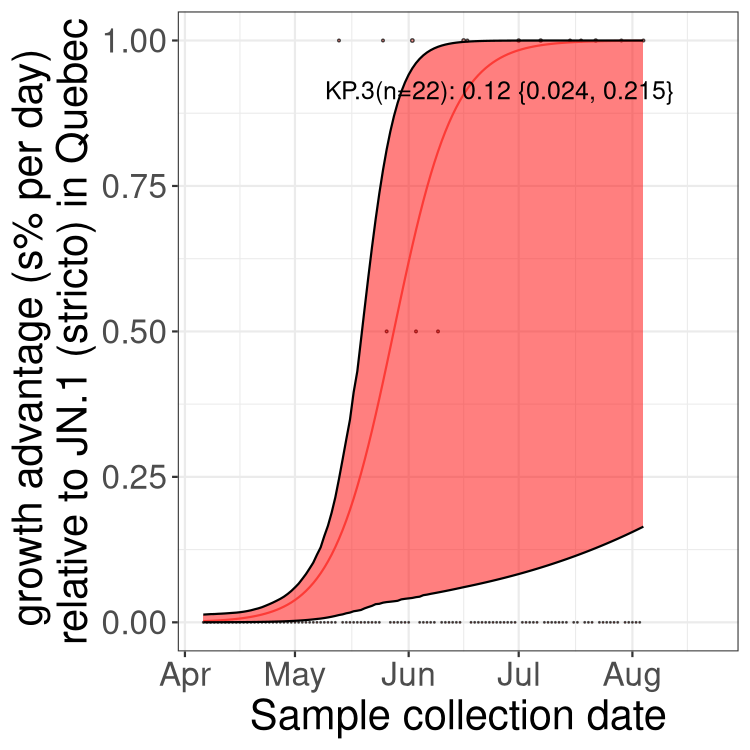 growth advantage (s% per day)
relative to JN.1 (stricto) in Quebec
1.00
0.75
0.50
0.25
0.00
KP.3(n=22): 0.12 {0.024, 0.215}
Apr May Jun Jul Aug
Sample collection date